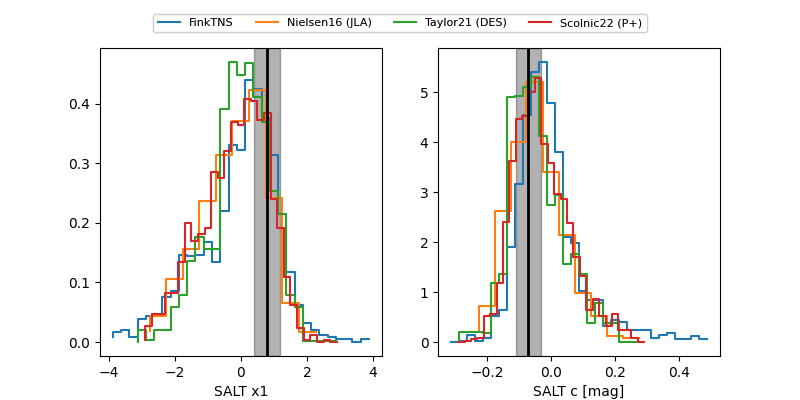 FinkTNS Nielsen16 (JLA) Taylor21 (DES) Scolnic22 (P+)
0.4
0.3
0.2
0.1
0.0
−4 −2 0 2 4
SALT x1
5
4
3
2
1
0
−0.2 0.0 0.2 0.4
SALT c [mag]